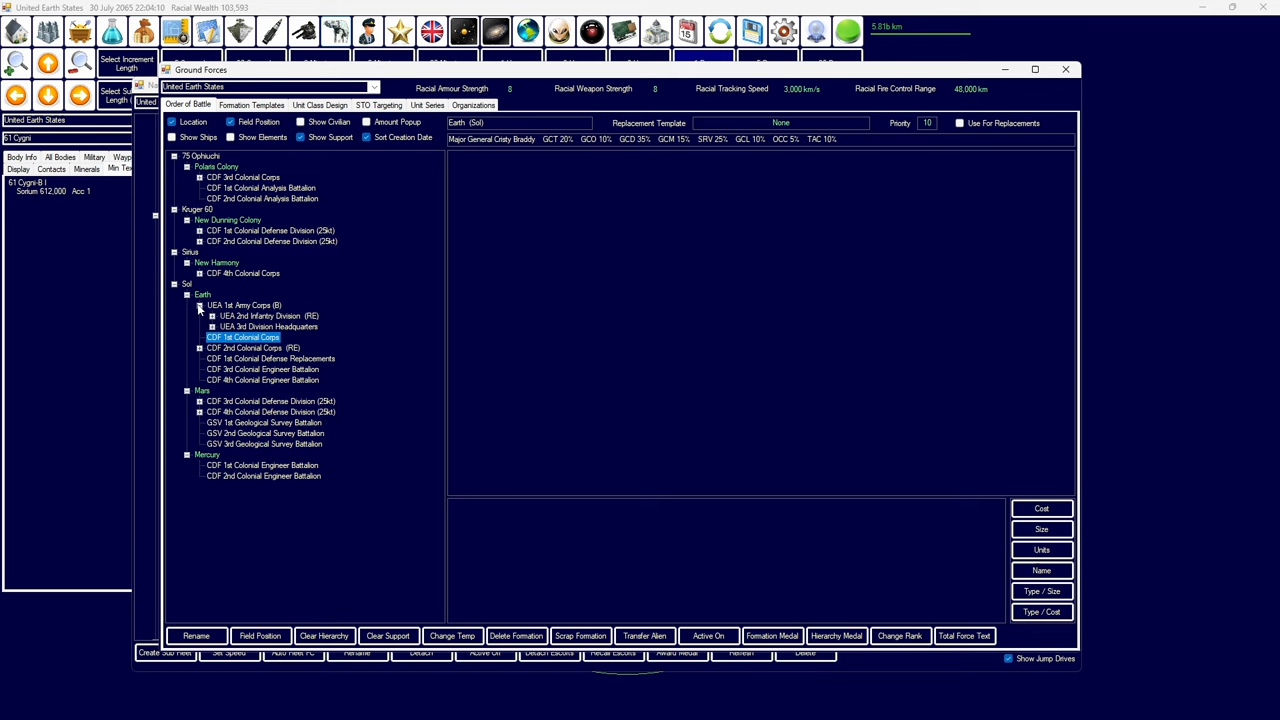 United Earth States   30 July 2065 22:04:10   Racial Wealth 103,593
5.81b km
Select Increment Length
Ground Forces
United Earth States
Racial Armour Strength 8
Racial Weapon Strength 8
Racial Tracking Speed 3,000 km/s
Racial Fire Control Range 48,000 km
Order of Battle
Formation Templates
Unit Class Design
STO Targeting
Unit Series
Organizations
Location
Field Position
Show Civilian
Amount Popup
Show Ships
Show Elements
Show Support
Sort Creation Date
Earth (Sol)
Replacement Template
None
Priority 10
Use For Replacements
Major General Cristy Braddy GCT 20% GCO 10% GCD 35% GCM 15% SRV 25% GCL 10% OCC 5% TAC 10%
United Earth States
61 Cygni
Body Info
All Bodies
Military
Display
Contacts
Minerals
61 Cygni-B I
Sorium 612,000 Acc 1
75 Ophiuchi
Polaris Colony
CDF 3rd Colonial Corps
CDF 1st Colonial Analysis Battalion
CDF 2nd Colonial Analysis Battalion
Kruger 60
New Dunning Colony
CDF 1st Colonial Defense Division (25kt)
CDF 2nd Colonial Defense Division (25kt)
Sirius
New Harmony
CDF 4th Colonial Corps
Sol
Earth
UEA 1st Army Corps (B)
UEA 2nd Infantry Division (RE)
UEA 3rd Division Headquarters
CDF 1st Colonial Corps
CDF 2nd Colonial Corps (RE)
CDF 1st Colonial Defense Replacements
CDF 3rd Colonial Engineer Battalion
CDF 4th Colonial Engineer Battalion
Mars
CDF 3rd Colonial Defense Division (25kt)
CDF 4th Colonial Defense Division (25kt)
GSV 1st Geological Survey Battalion
GSV 2nd Geological Survey Battalion
GSV 3rd Geological Survey Battalion
Mercury
CDF 1st Colonial Engineer Battalion
CDF 2nd Colonial Engineer Battalion
Cost
Size
Units
Name
Type / Size
Type / Cost
Rename
Field Position
Clear Hierarchy
Clear Support
Change Temp
Delete Formation
Scrap Formation
Transfer Alien
Active On
Formation Medal
Hierarchy Medal
Change Rank
Total Force Text
Show Jump Drives